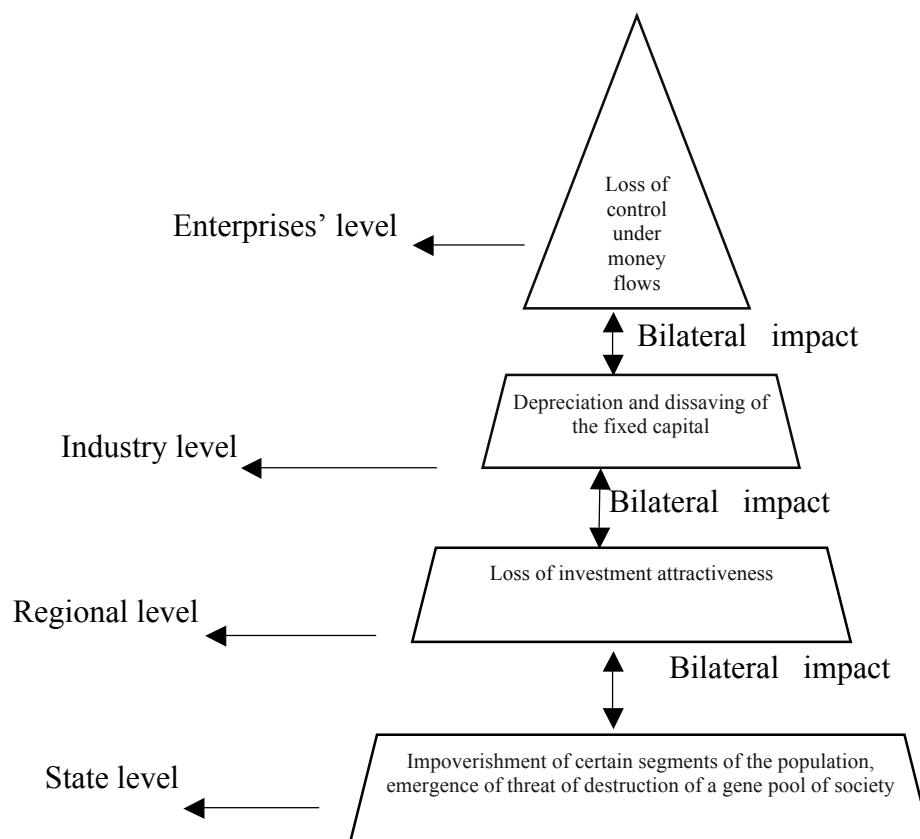 Loss of
control
under
money
flows
Enterprises’ level
Bilateral impact
Depreciation and dissaving of
the fixed capital
Industry level
Bilateral impact
Loss of investment attractiveness
Regional level
Bilateral impact
Impoverishment of certain segments of the population,
emergence of threat of destruction of a gene pool of society
State level